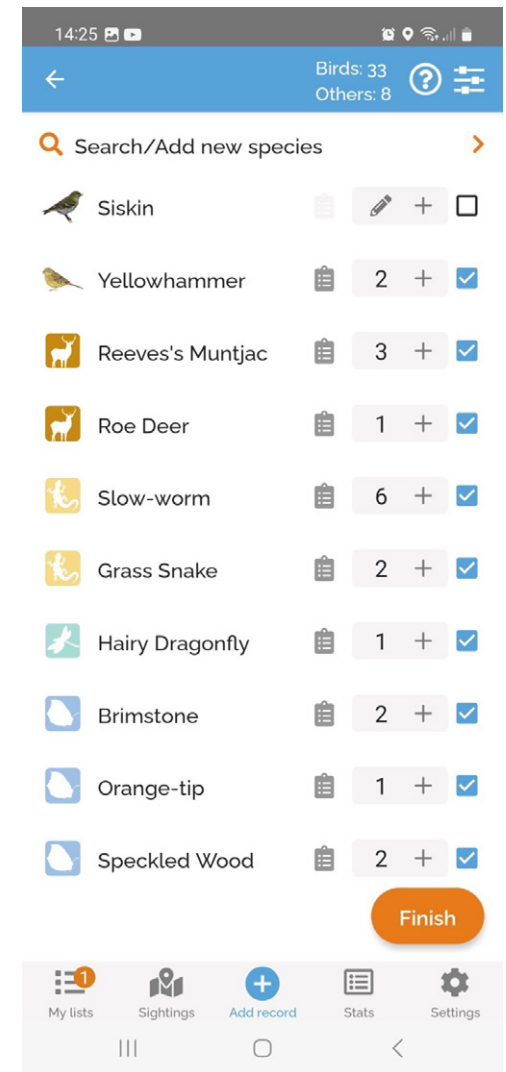 14:25
Birds: 33
Others: 8
Search/Add new species
Siskin
Yellowhammer 2
Reeves's Muntjac 3
Roe Deer 1
Slow-worm 6
Grass Snake 2
Hairy Dragonfly 1
Brimstone 2
Orange-tip 1
Speckled Wood 2
Finish
1
My lists Sightings Add record Stats Settings